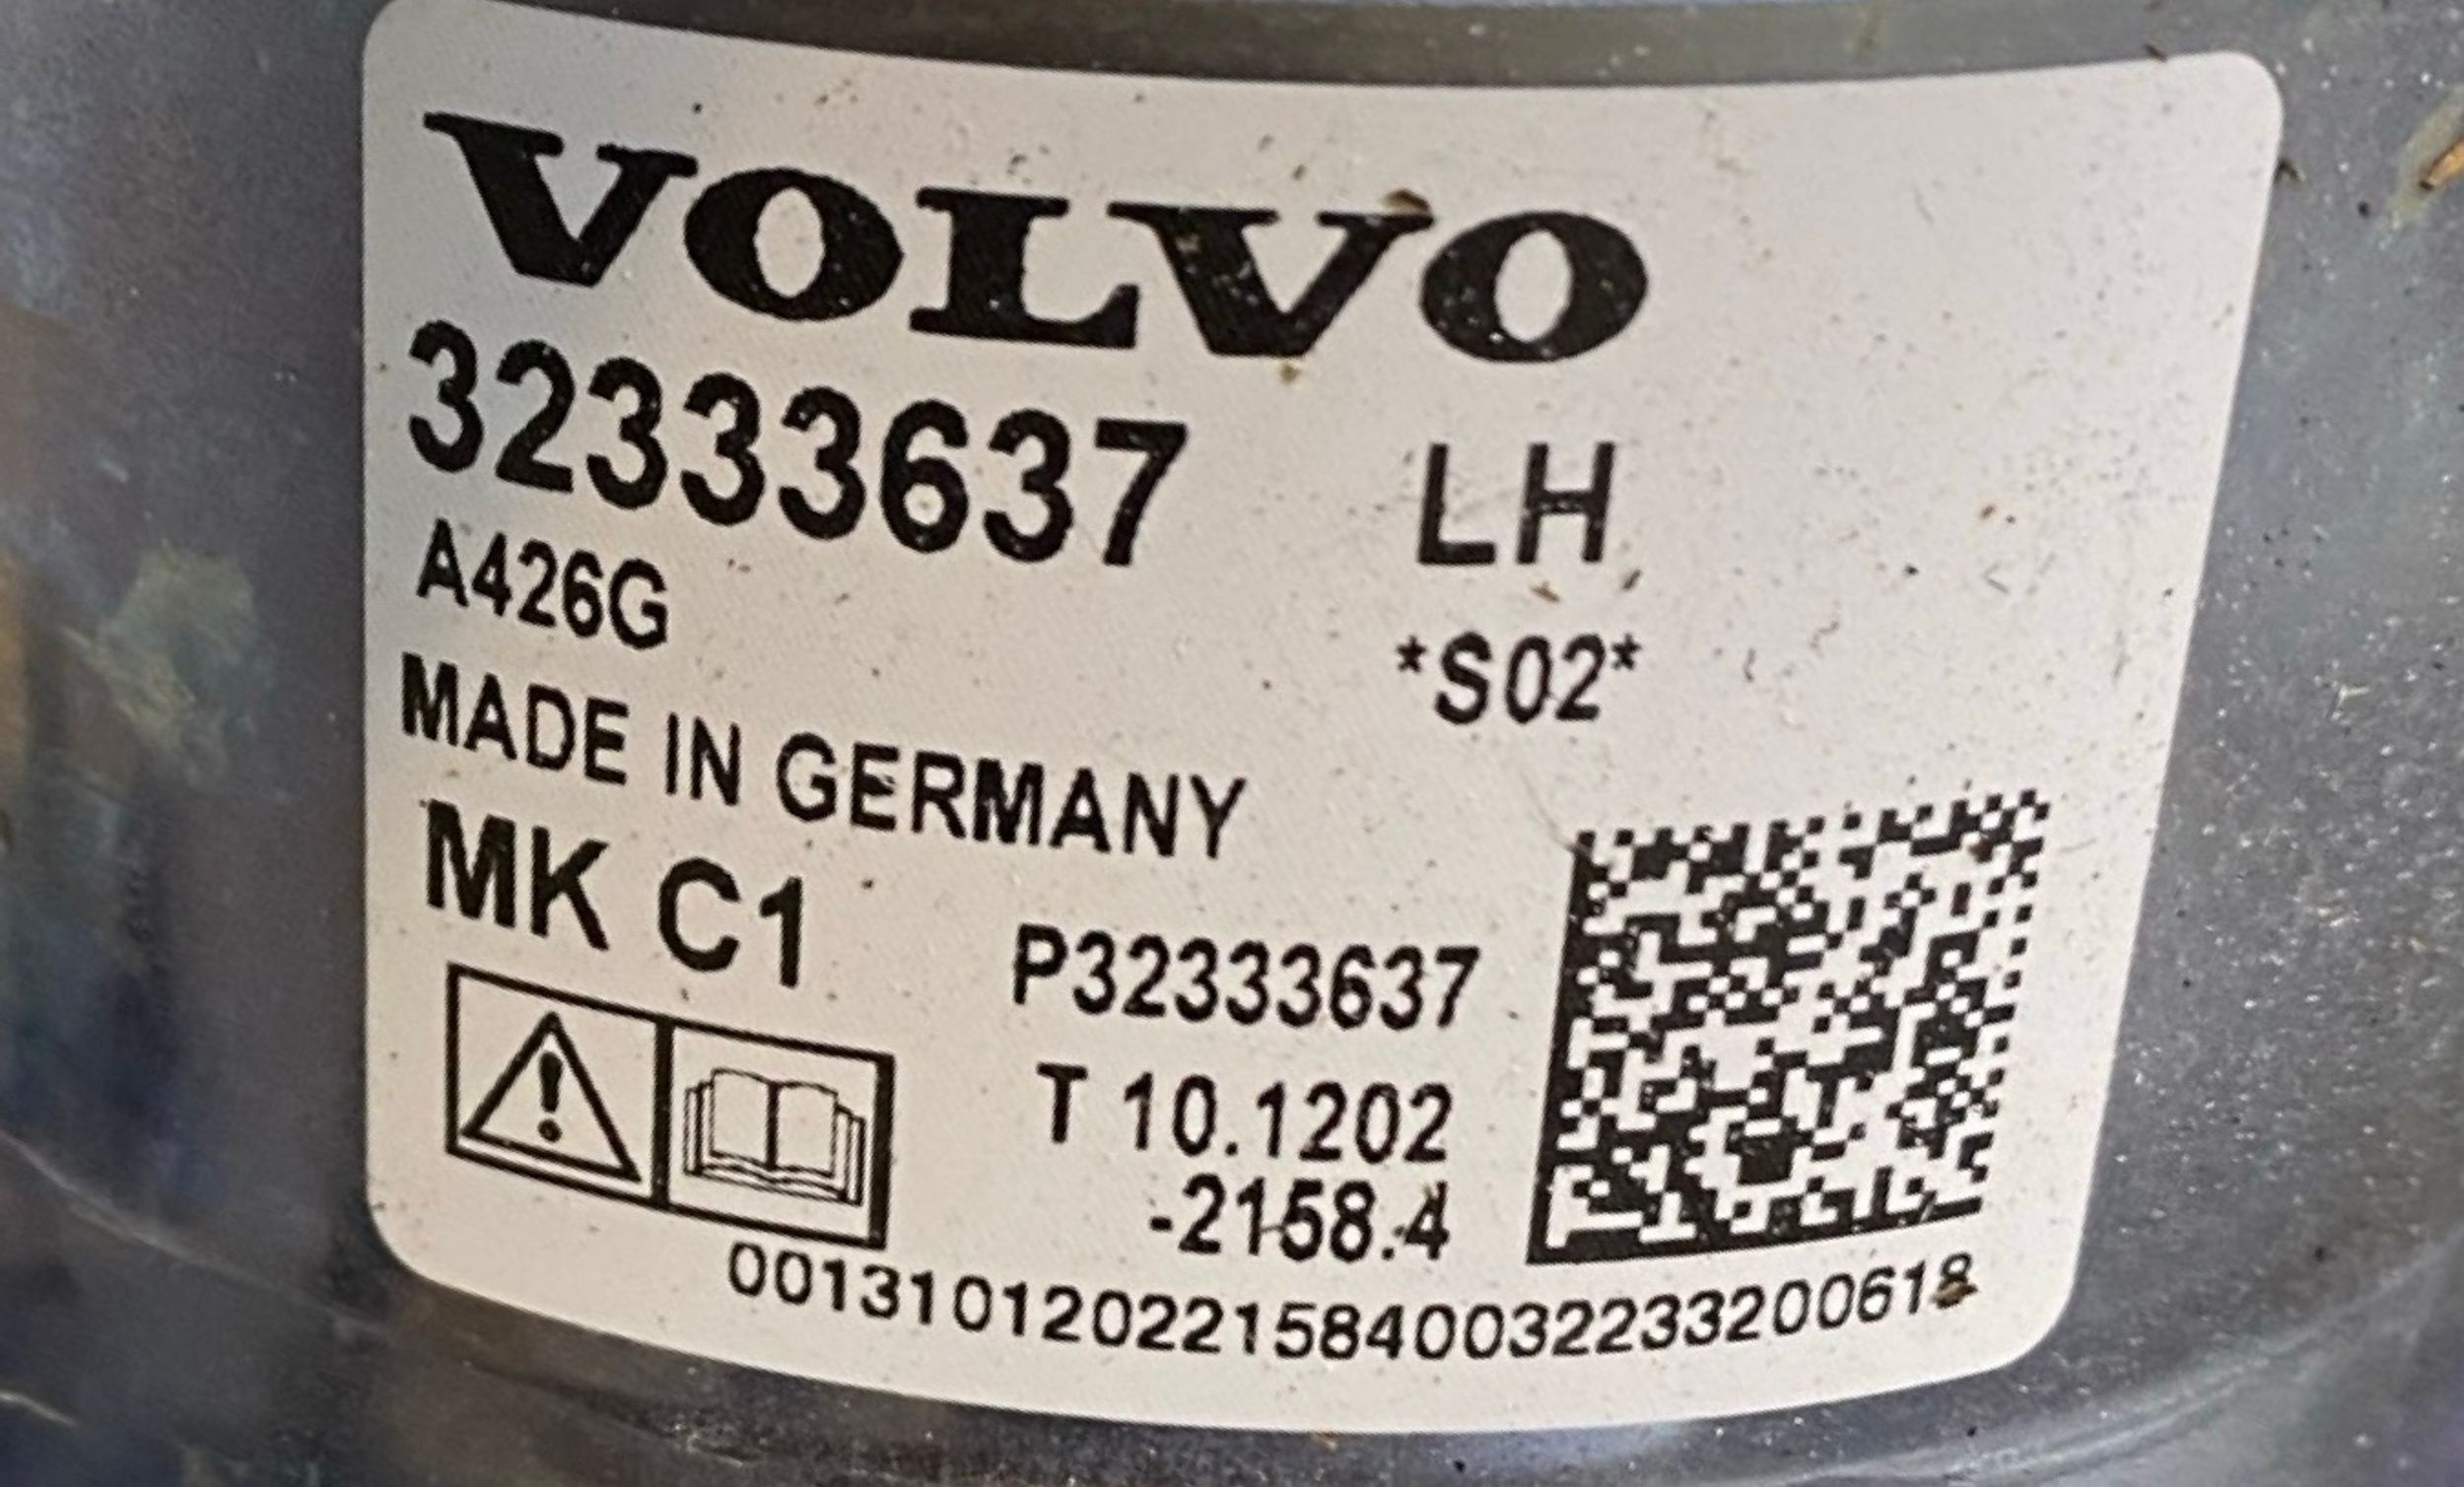 VOLVO
32333637 LH
A426G *S02*
MADE IN GERMANY
MK C1
P32333637
T 10.1202
-2158.4
0013101202215840032233200618